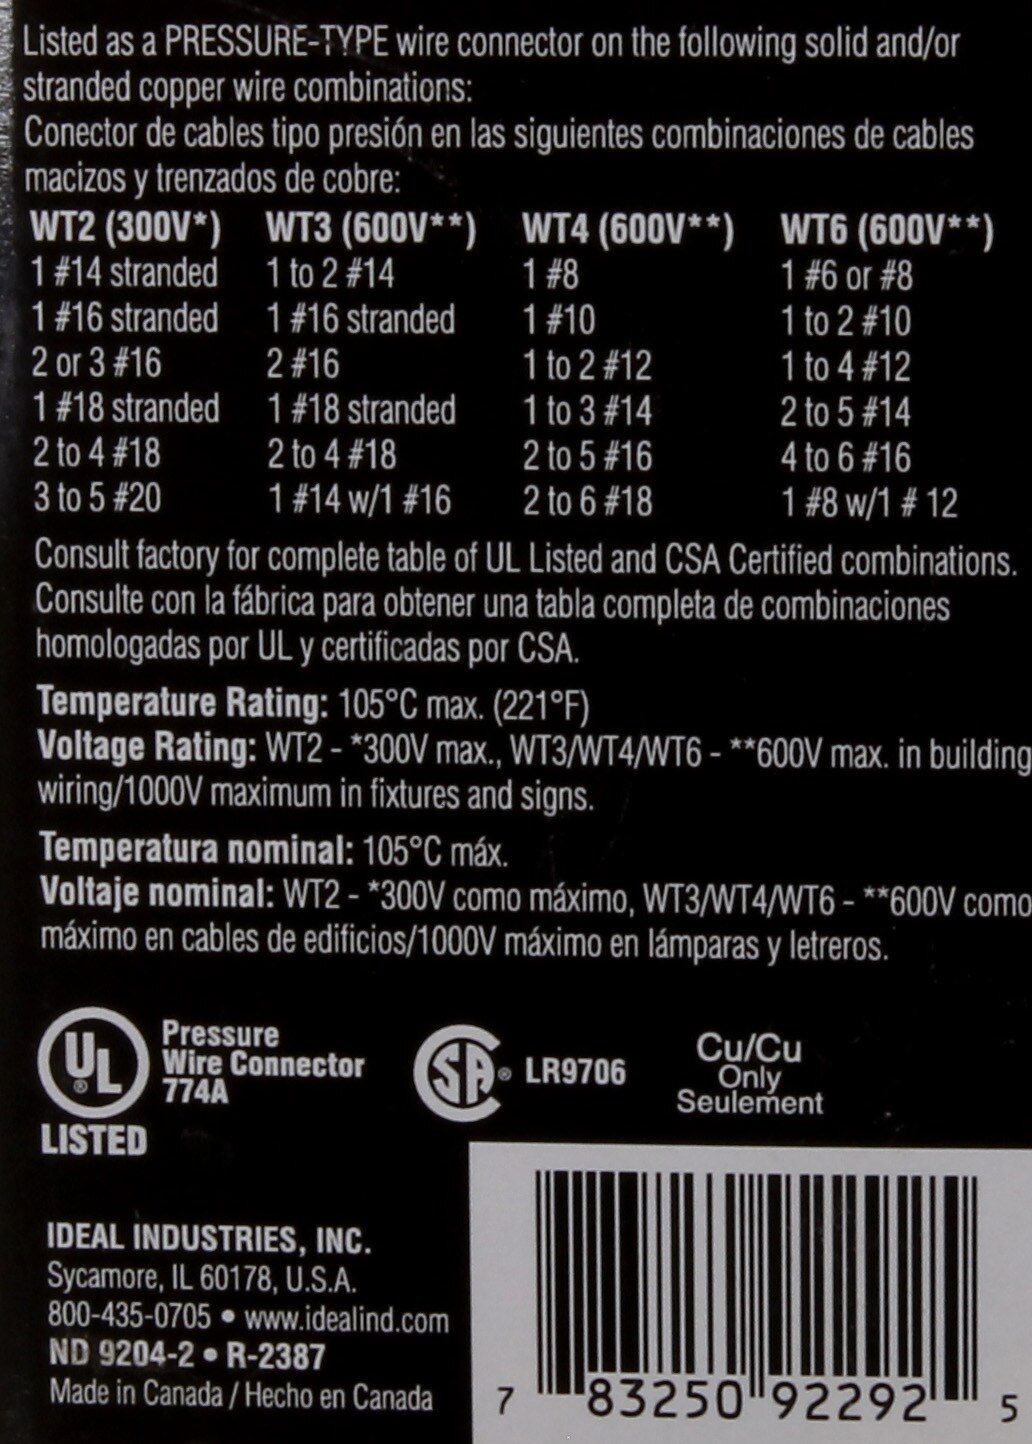 Listed as a PRESSURE-TYPE wire connector on the following solid and/or
stranded copper wire combinations:
Conector de cables tipo presión en las siguientes combinaciones de cables
macizos y trenzados de cobre:
WT2 (300V*) WT3 (600V**) WT4 (600V**) WT6 (600V**)
1 #14 stranded 1 to 2 #14 1 #8 1 #6 or #8
1 #16 stranded 1 #16 stranded 1 #10 1 to 2 #10
2 or 3 #16 2 #16 1 to 2 #12 1 to 4 #12
1 #18 stranded 1 #18 stranded 1 to 3 #14 2 to 5 #14
2 to 4 #18 2 to 4 #18 2 to 5 #16 4 to 6 #16
3 to 5 #20 1 #14 w/1 #16 2 to 6 #18 1 #8 w/1 # 12
Consult factory for complete table of UL Listed and CSA Certified combinations.
Consulte con la fábrica para obtener una tabla completa de combinaciones
homologadas por UL y certificadas por CSA.
Temperature Rating: 105°C max. (221°F)
Voltage Rating: WT2 - *300V max., WT3/WT4/WT6 - **600V max. in building
wiring/1000V maximum in fixtures and signs.
Temperatura nominal: 105°C máx.
Voltaje nominal: WT2 - *300V como máximo, WT3/WT4/WT6 - **600V como
máximo en cables de edificios/1000V máximo en lámparas y letreros.
UL ®
LISTED
Pressure
Wire Connector
774A
SA ® LR9706
Cu/Cu
Only
Seulement
IDEAL INDUSTRIES, INC.
Sycamore, IL 60178, U.S.A.
800-435-0705 • www.idealind.com
ND 9204-2 • R-2387
Made in Canada / Hecho en Canada
7 83250 92292 5